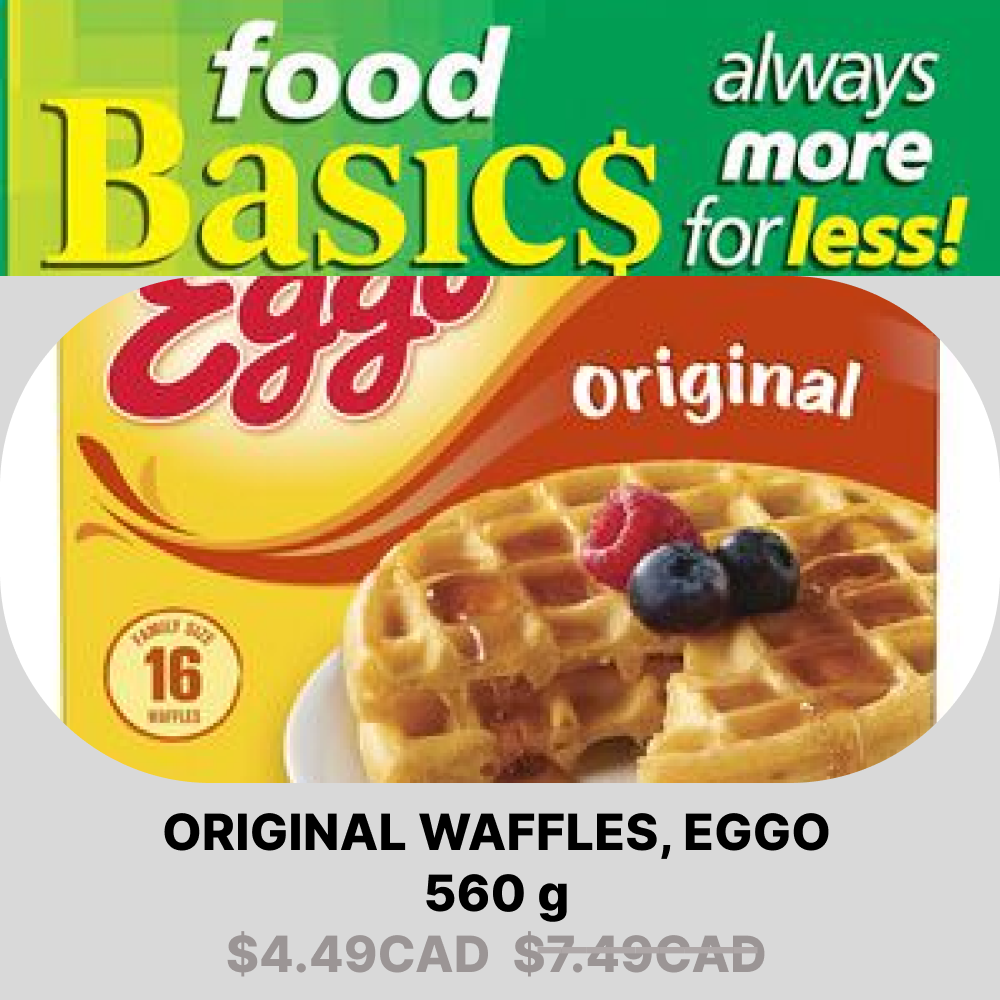 food
Basic$
always
more
for less!
Eggo
Original
FAMILY SIZE
16
WAFFLES
ORIGINAL WAFFLES, EGGO
560 g
$4.49CAD $7.49CAD